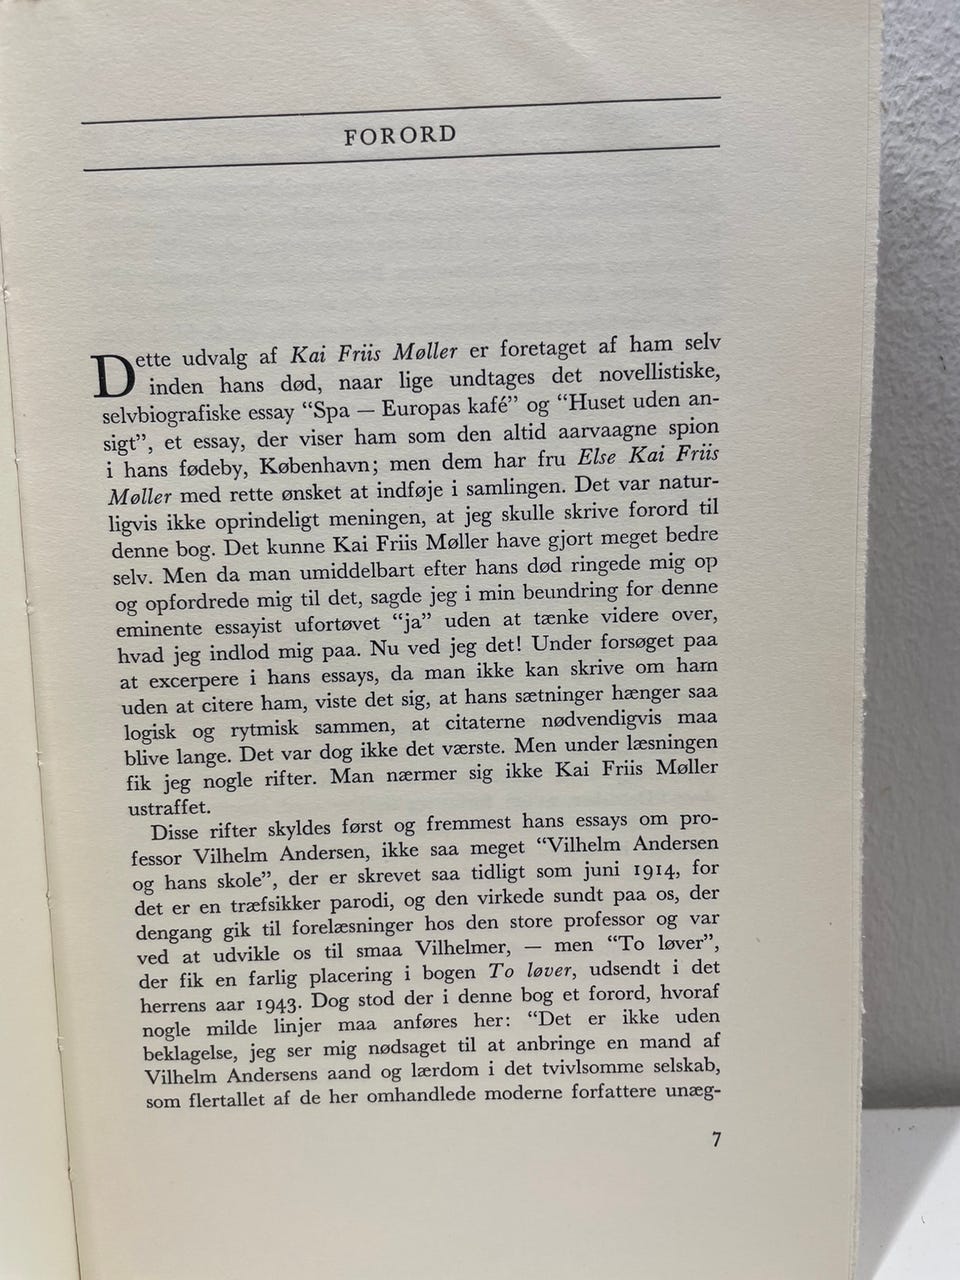 FORORD
Dette udvalg af Kai Friis Møller er foretaget af ham selv
inden hans død, naar lige undtages det novellistiske,
selvbiografiske essay “Spa — Europas kafé” og “Huset uden an-
sigt”, et essay, der viser ham som den altid aarvaagne spion
i hans fødeby, København; men dem har fru Else Kai Friis
Møller med rette ønsket at indføje i samlingen. Det var natur-
ligvis ikke oprindeligt meningen, at jeg skulle skrive forord til
denne bog. Det kunne Kai Friis Møller have gjort meget bedre
selv. Men da man umiddelbart efter hans død ringede mig op
og opfordrede mig til det, sagde jeg i min beundring for denne
eminente essayist ufortøvet “ja” uden at tænke videre over,
hvad jeg indlod mig paa. Nu ved jeg det! Under forsøget paa
at excerpere i hans essays, da man ikke kan skrive om ham
uden at citere ham, viste det sig, at hans sætninger hænger saa
logisk og rytmisk sammen, at citaterne nødvendigvis maa
blive lange. Det var dog ikke det værste. Men under læsningen
fik jeg nogle rifter. Man nærmer sig ikke Kai Friis Møller
ustraffet.
Disse rifter skyldes først og fremmest hans essays om pro-
fessor Vilhelm Andersen, ikke saa meget “Vilhelm Andersen
og hans skole”, der er skrevet saa tidligt som juni 1914, for
det er en træfsikker parodi, og den virkede sundt paa os, der
dengang gik til forelæsninger hos den store professor og var
ved at udvikle os til smaa Vilhelmer, — men “To løver”,
der fik en farlig placering i bogen To løver, udsendt i det
herrens aar 1943. Dog stod der i denne bog et forord, hvoraf
nogle milde linjer maa anføres her: “Det er ikke uden
beklagelse, jeg ser mig nødsaget til at anbringe en mand af
Vilhelm Andersens aand og lærdom i det tvivlsomme selskab,
som flertallet af de her omhandlede moderne forfattere unæg-
7